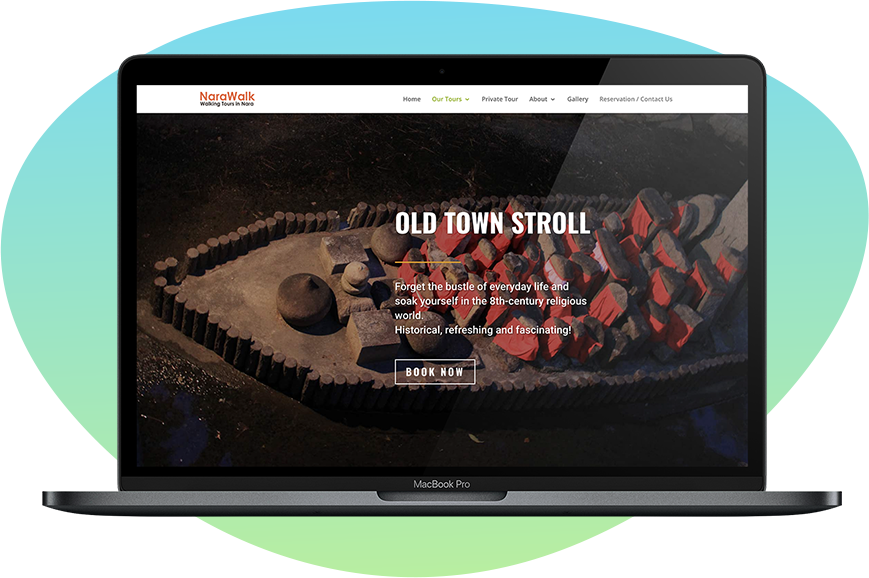 NaraWalk
Walking Tours in Nara
Home Our Tours Private Tour About Gallery Reservation / Contact Us
OLD TOWN STROLL
Forget the bustle of everyday life and
soak yourself in the 8th-century religious
world.
Historical, refreshing and fascinating!
BOOK NOW
MacBook Pro